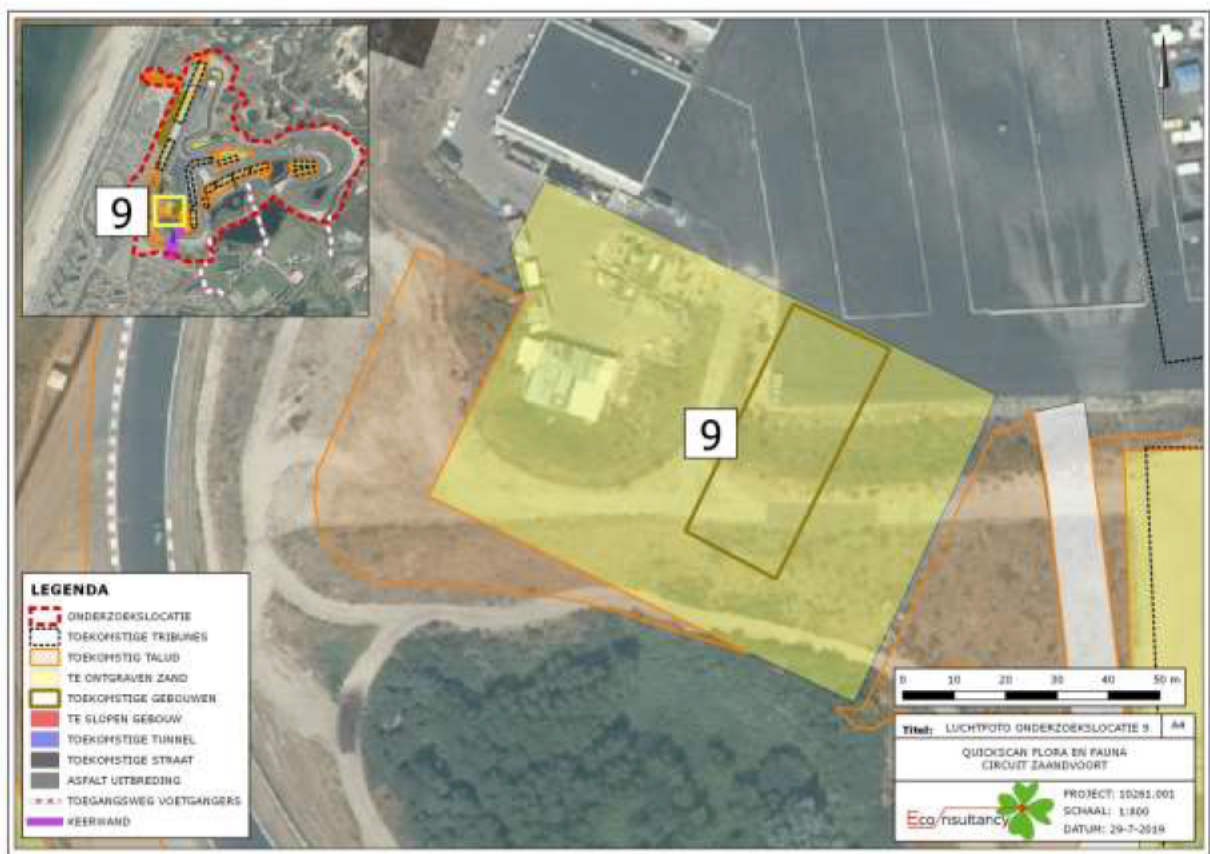 9
9
LEGENDA
ONDERZOEKSLOCATIE
TOEKOMSTIGE TRIBUNES
TOEKOMSTIG TALUD
TE ONTGRAVEN ZAND
TOEKOMSTIGE GEBOUWEN
TE SLOPEN GEBOUW
TOEKOMSTIGE TUNNEL
TOEKOMSTIGE STRAAT
ASFALT UITBREDING
TOEGANGSWEG VOETGANGERS
KEERWAND
0 10 20 30 40 50 m
Titel: LUCHTFOTO ONDERZOEKSLOCATIE 9 A4
QUICKSCAN FLORA EN FAUNA
CIRCUIT ZAANDVOORT
Econsultancy
PROJECT: 10261.001
SCHAAL: 1:800
DATUM: 29-7-2019